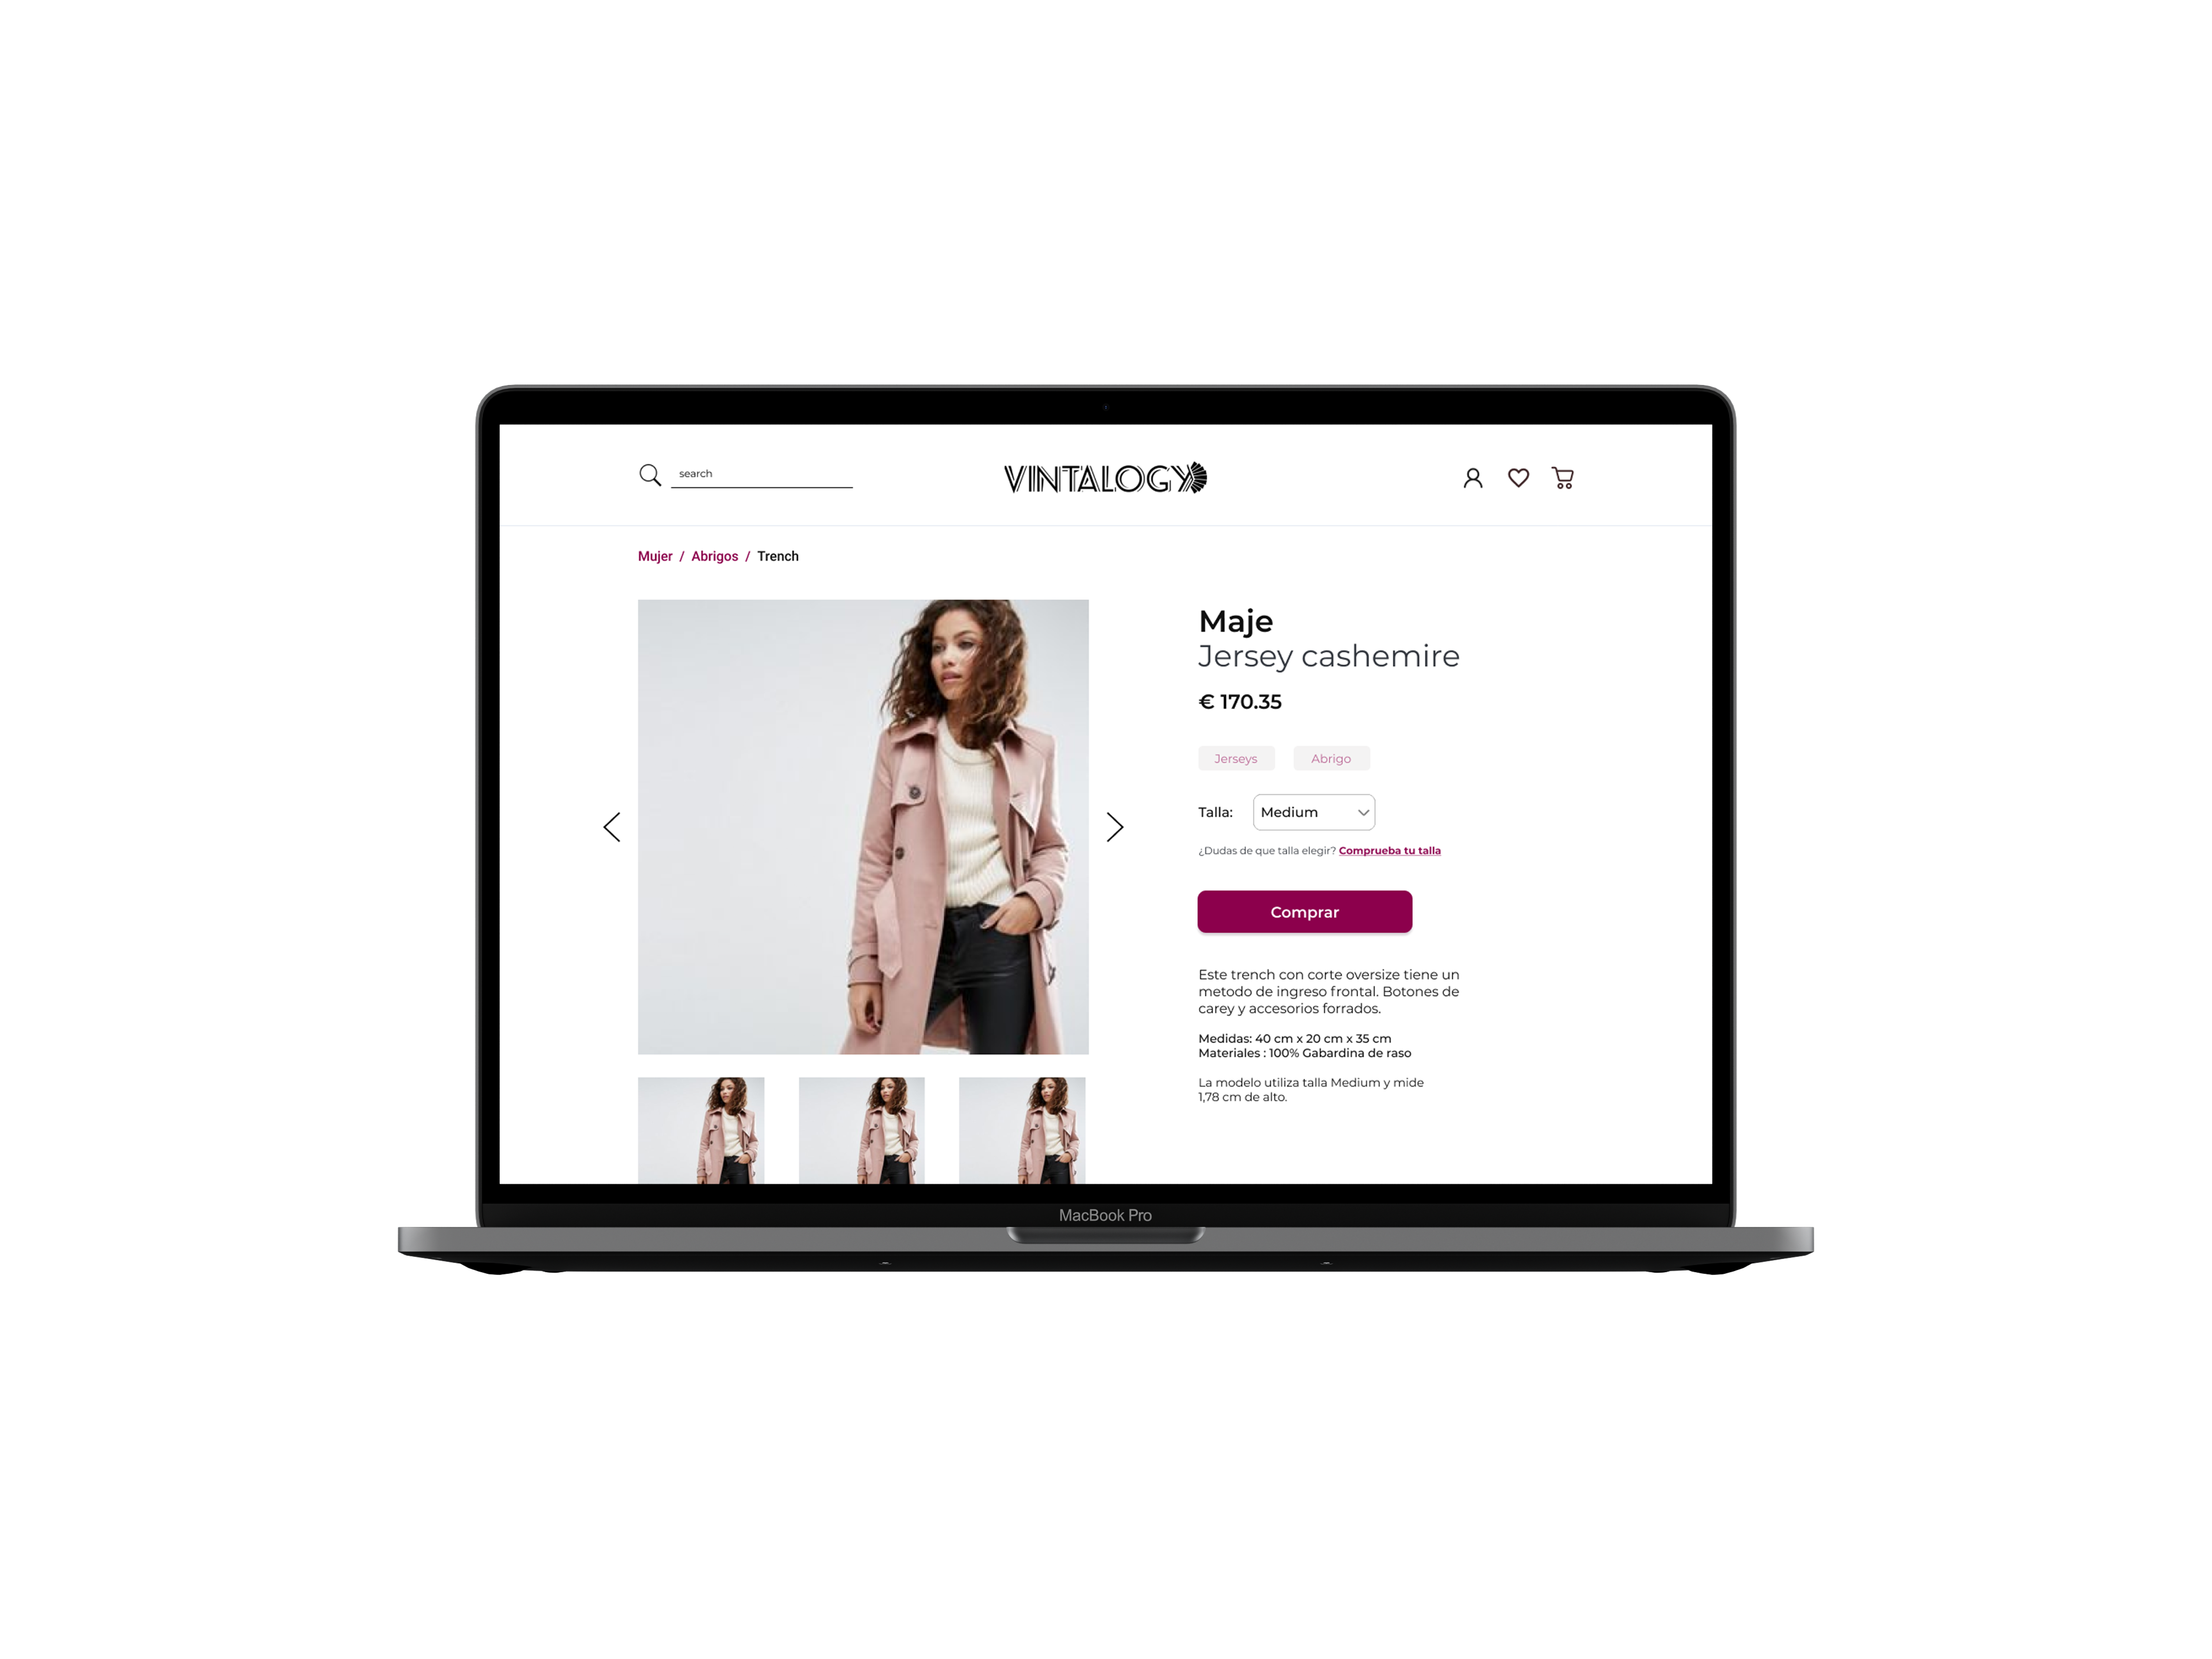 search
VINTALOGY
Mujer / Abrigos / Trench
Maje
Jersey cashemire
€ 170.35
Jerseys Abrigo
Talla: Medium
¿Dudas de que talla elegir? Comprueba tu talla
Comprar
Este trench con corte oversize tiene un
metodo de ingreso frontal. Botones de
carey y accesorios forrados.
Medidas: 40 cm x 20 cm x 35 cm
Materiales : 100% Gabardina de raso
La modelo utiliza talla Medium y mide
1,78 cm de alto.
MacBook Pro